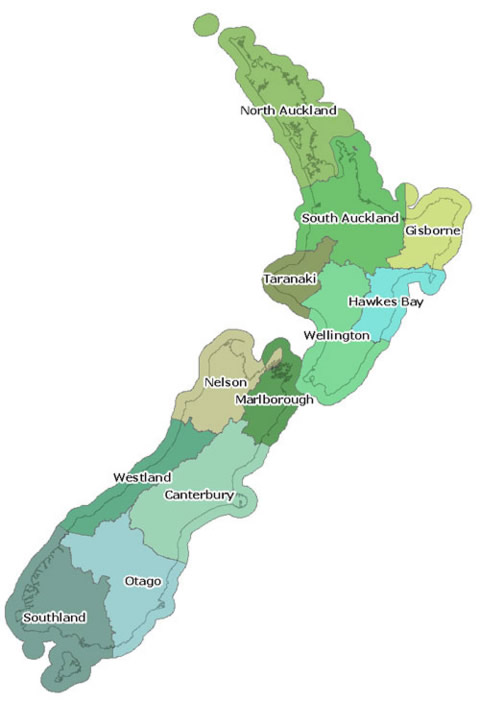 North Auckland
South Auckland
Gisborne
Taranaki
Hawkes Bay
Wellington
Nelson
Marlborough
Westland
Canterbury
Otago
Southland